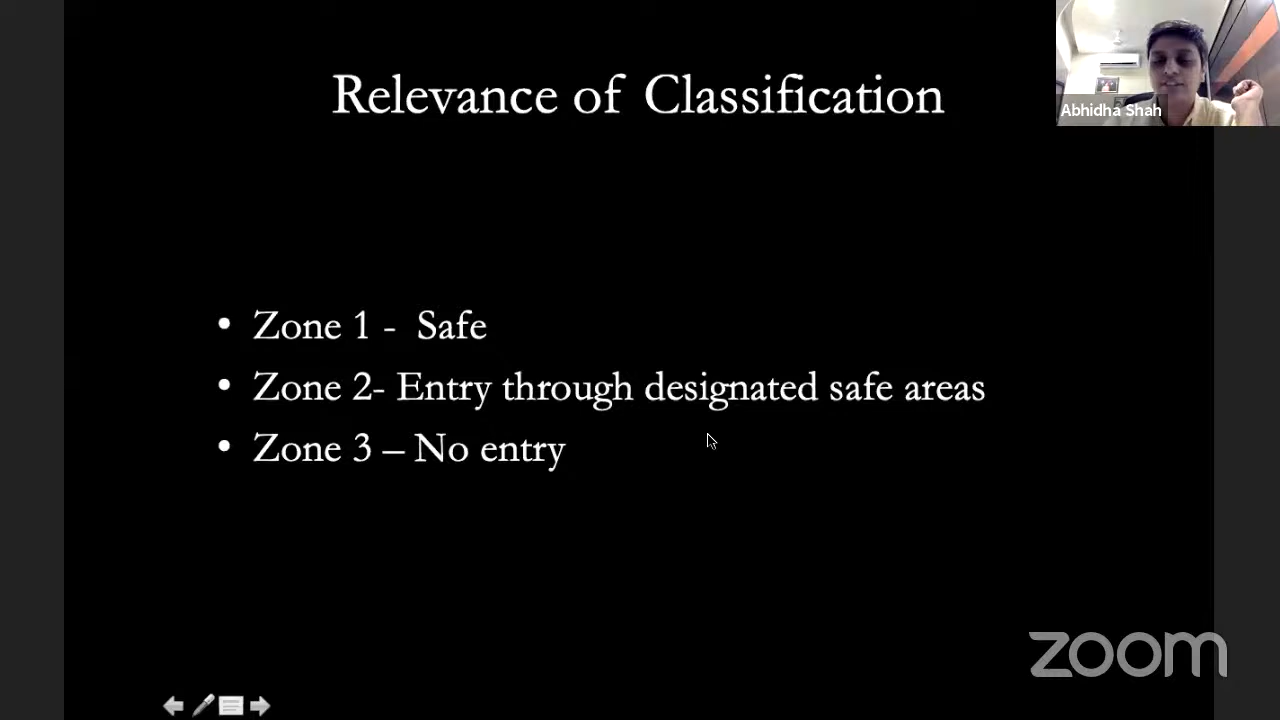 Relevance of Classification
Abhidha Shah
• Zone 1 - Safe
• Zone 2- Entry through designated safe areas
• Zone 3 – No entry
zoom